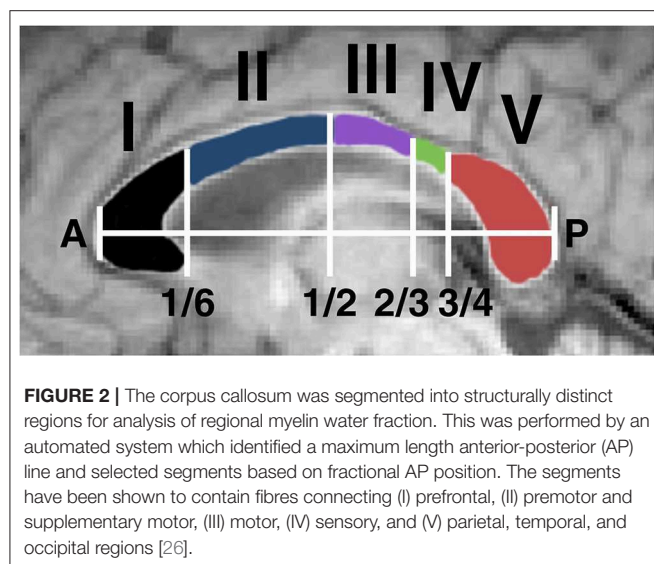 I
II
III
IV
V
A
P
1/6
1/2
2/3
3/4
FIGURE 2 | The corpus callosum was segmented into structurally distinct
regions for analysis of regional myelin water fraction. This was performed by an
automated system which identified a maximum length anterior-posterior (AP)
line and selected segments based on fractional AP position. The segments
have been shown to contain fibres connecting (I) prefrontal, (II) premotor and
supplementary motor, (III) motor, (IV) sensory, and (V) parietal, temporal, and
occipital regions [26].